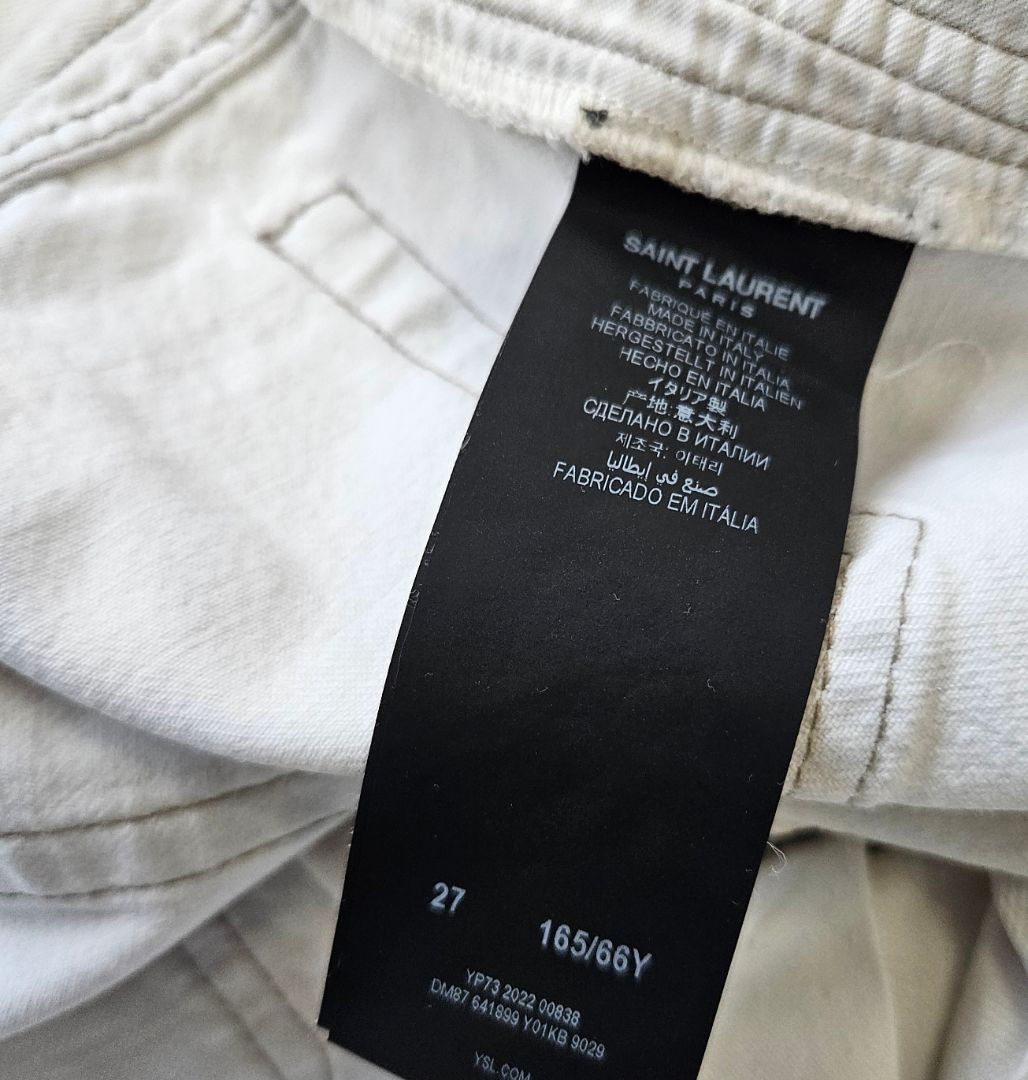 SAINT LAURENT
PARIS
FABRIQUÉ EN ITALIE
MADE IN ITALY
FABBRICATO IN ITALIA
HERGESTELLT IN ITALIEN
HECHO EN ITALIA
イタリア製
产地:意大利
СДЕЛАНО В ИТАЛИИ
제조국: 이태리
صنع في إيطاليا
FABRICADO EM ITÁLIA
27
165/66Y
YP73 2022 00838
DM87 641899 Y01KB 9029
YSL.COM